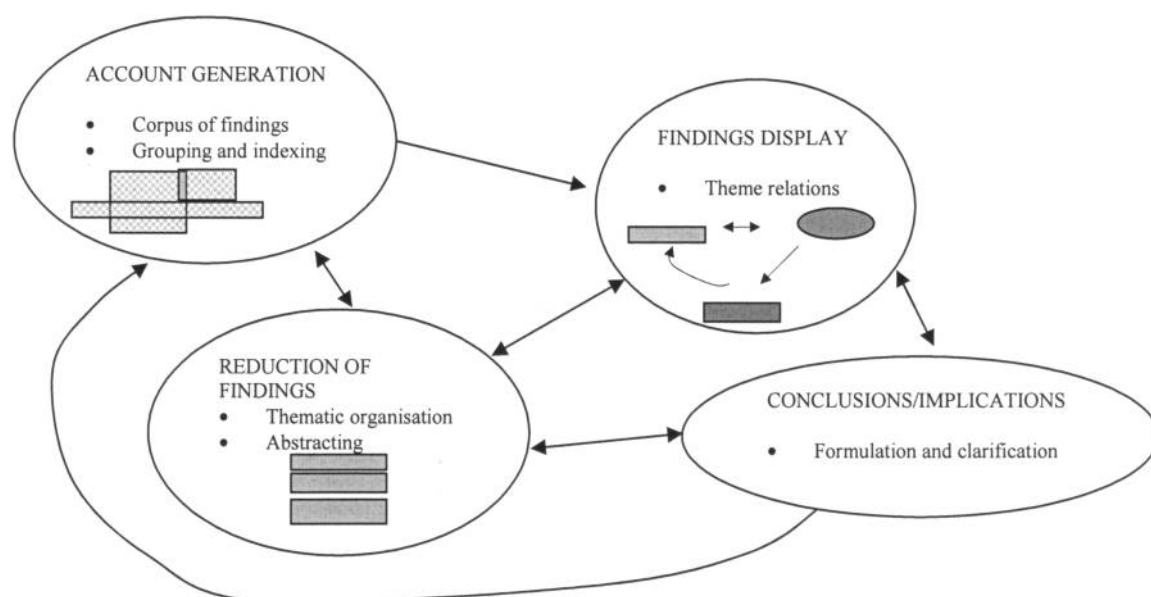 ACCOUNT GENERATION
• Corpus of findings
• Grouping and indexing
FINDINGS DISPLAY
• Theme relations
REDUCTION OF
FINDINGS
• Thematic organisation
• Abstracting
CONCLUSIONS/IMPLICATIONS
• Formulation and clarification